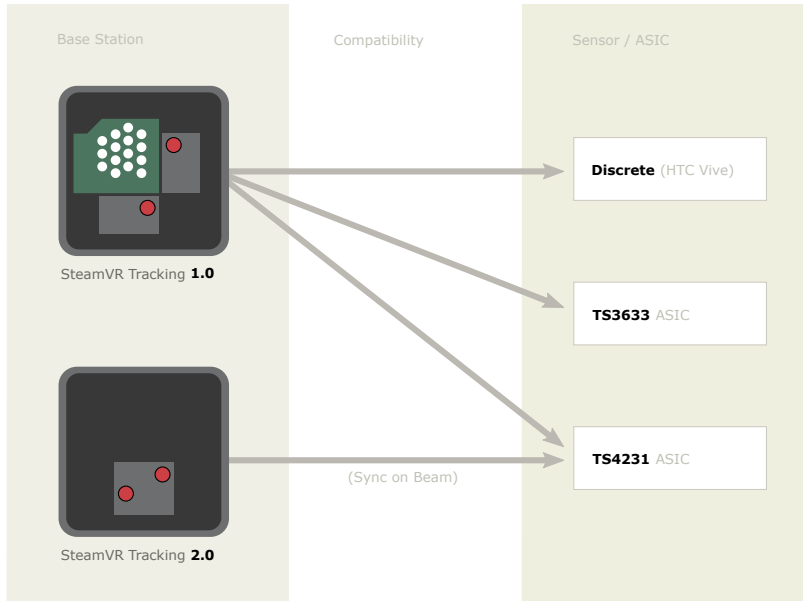 Base Station
Compatibility
Sensor / ASIC
Discrete (HTC Vive)
SteamVR Tracking 1.0
TS3633 ASIC
TS4231 ASIC
(Sync on Beam)
SteamVR Tracking 2.0